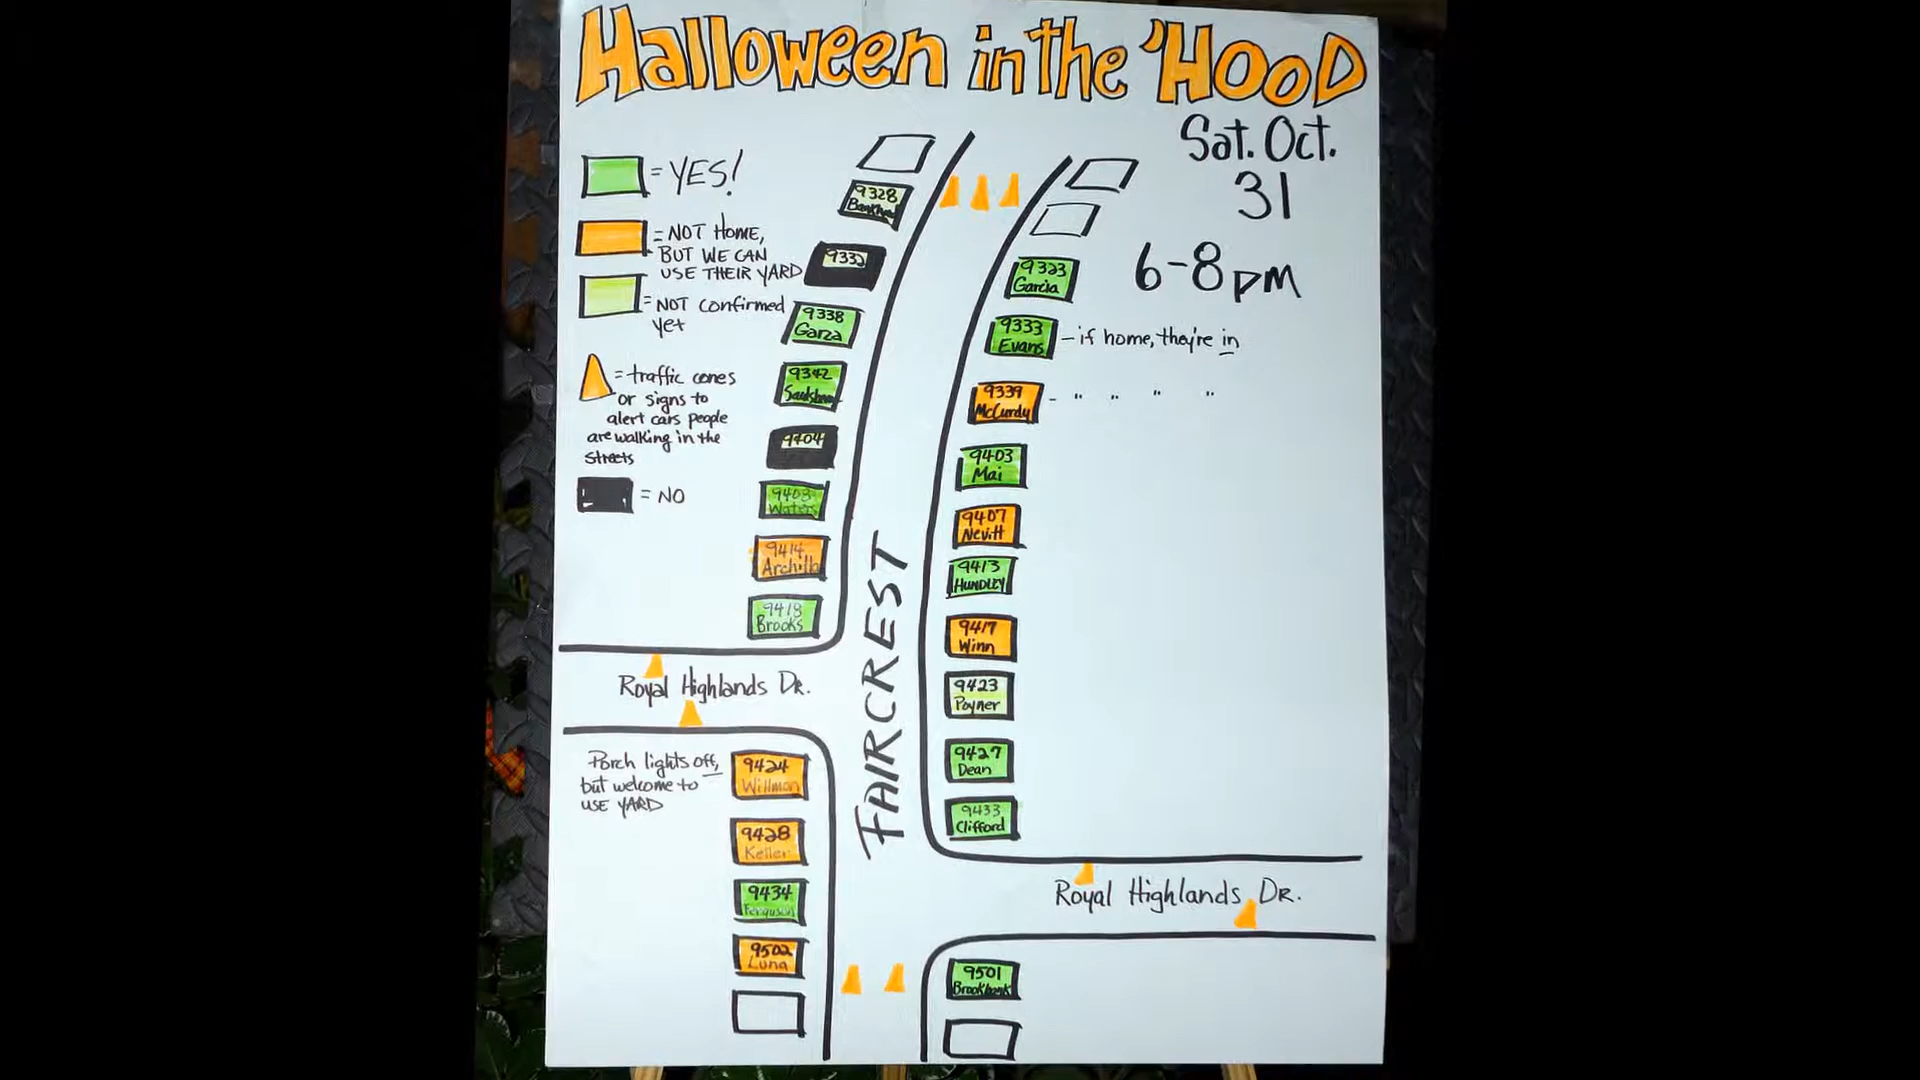 Halloween in the 'HOOD
Sat. Oct.
31
6-8pm
= YES!
= NOT HOME,
BUT WE CAN
USE THEIR YARD
= NOT confirmed
yet
= traffic cones
or signs to
alert cars people
are walking in the
streets
= NO
9328
9332
9338
Garza
9342
9404
9408
Waters
9414
9418
Brooks
9323
Garcia
9333
Evans
- if home, they're in
9339
McCurdy
- " " " "
9403
Mai
9407
Nevitt
9413
HUNDLEY
9417
Winn
9423
Poyner
9427
Dean
9433
Clifford
FAIRCREST
Royal Highlands Dr.
Porch lights off,
but welcome to
USE YARD
9424
Willmon
9428
Keller
9434
Ferguson
9502
Luna
Royal Highlands Dr.
9501
Brookbank